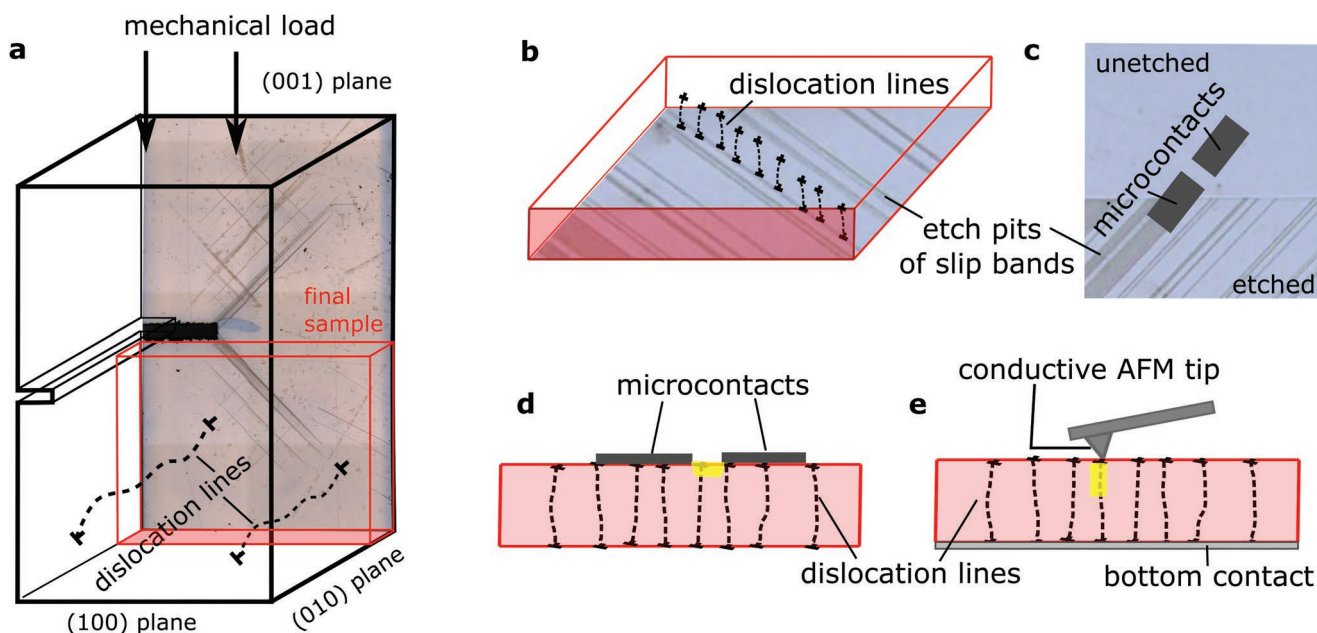 a
mechanical load
(001) plane
final
sample
dislocation lines
(100) plane
(010) plane
b
dislocation lines
etch pits
of slip bands
c
unetched
microcontacts
etched
d
microcontacts
dislocation lines
e
conductive AFM tip
bottom contact